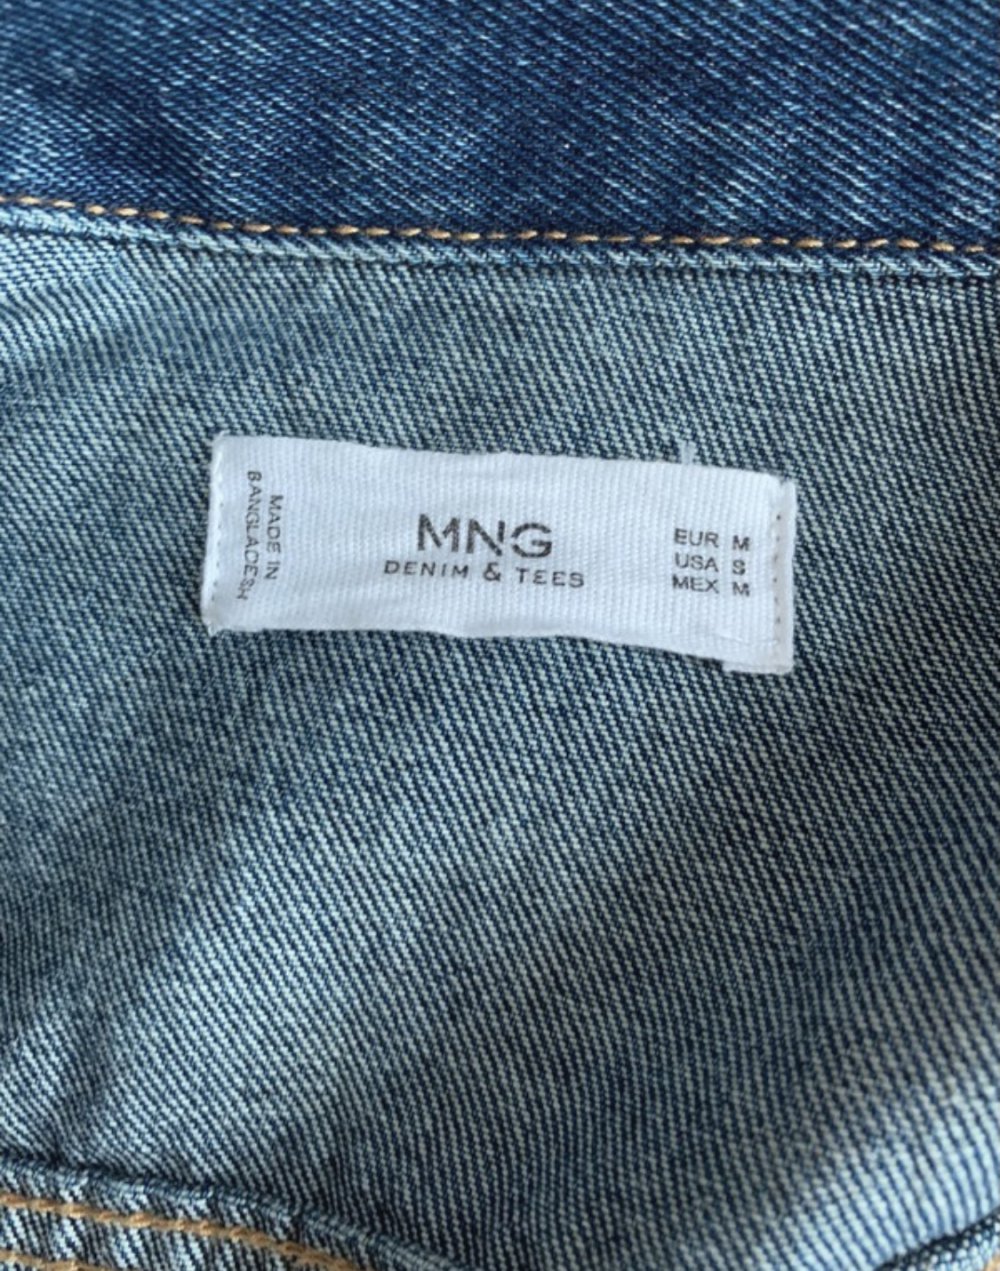 MADE IN
BANGLADESH
MNG
DENIM & TEES
EUR M
USA S
MEX M